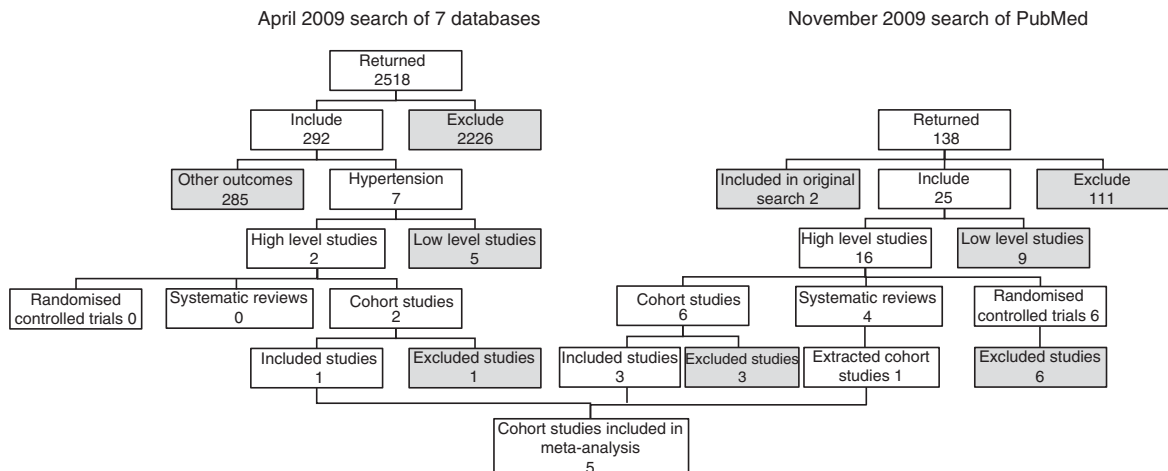 April 2009 search of 7 databases
November 2009 search of PubMed
Returned
2518
Include
292
Exclude
2226
Other outcomes
285
Hypertension
7
High level studies
2
Low level studies
5
Randomised
controlled trials 0
Systematic reviews
0
Cohort studies
2
Included studies
1
Excluded studies
1
Returned
138
Included in original
search 2
Include
25
Exclude
111
High level studies
16
Low level studies
9
Cohort studies
6
Systematic reviews
4
Randomised
controlled trials 6
Included studies
3
Excluded studies
3
Extracted cohort
studies 1
Excluded studies
6
Cohort studies included in
meta-analysis
5